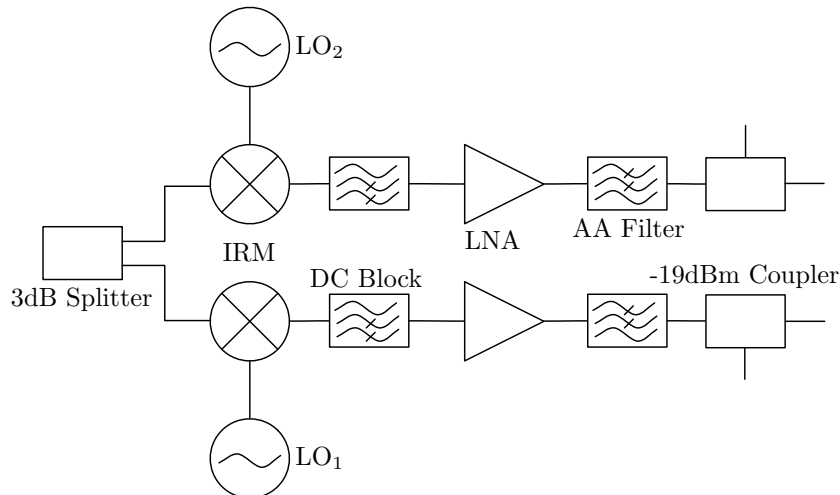 LO₂
IRM
LNA
AA Filter
3dB Splitter
DC Block
-19dBm Coupler
LO₁